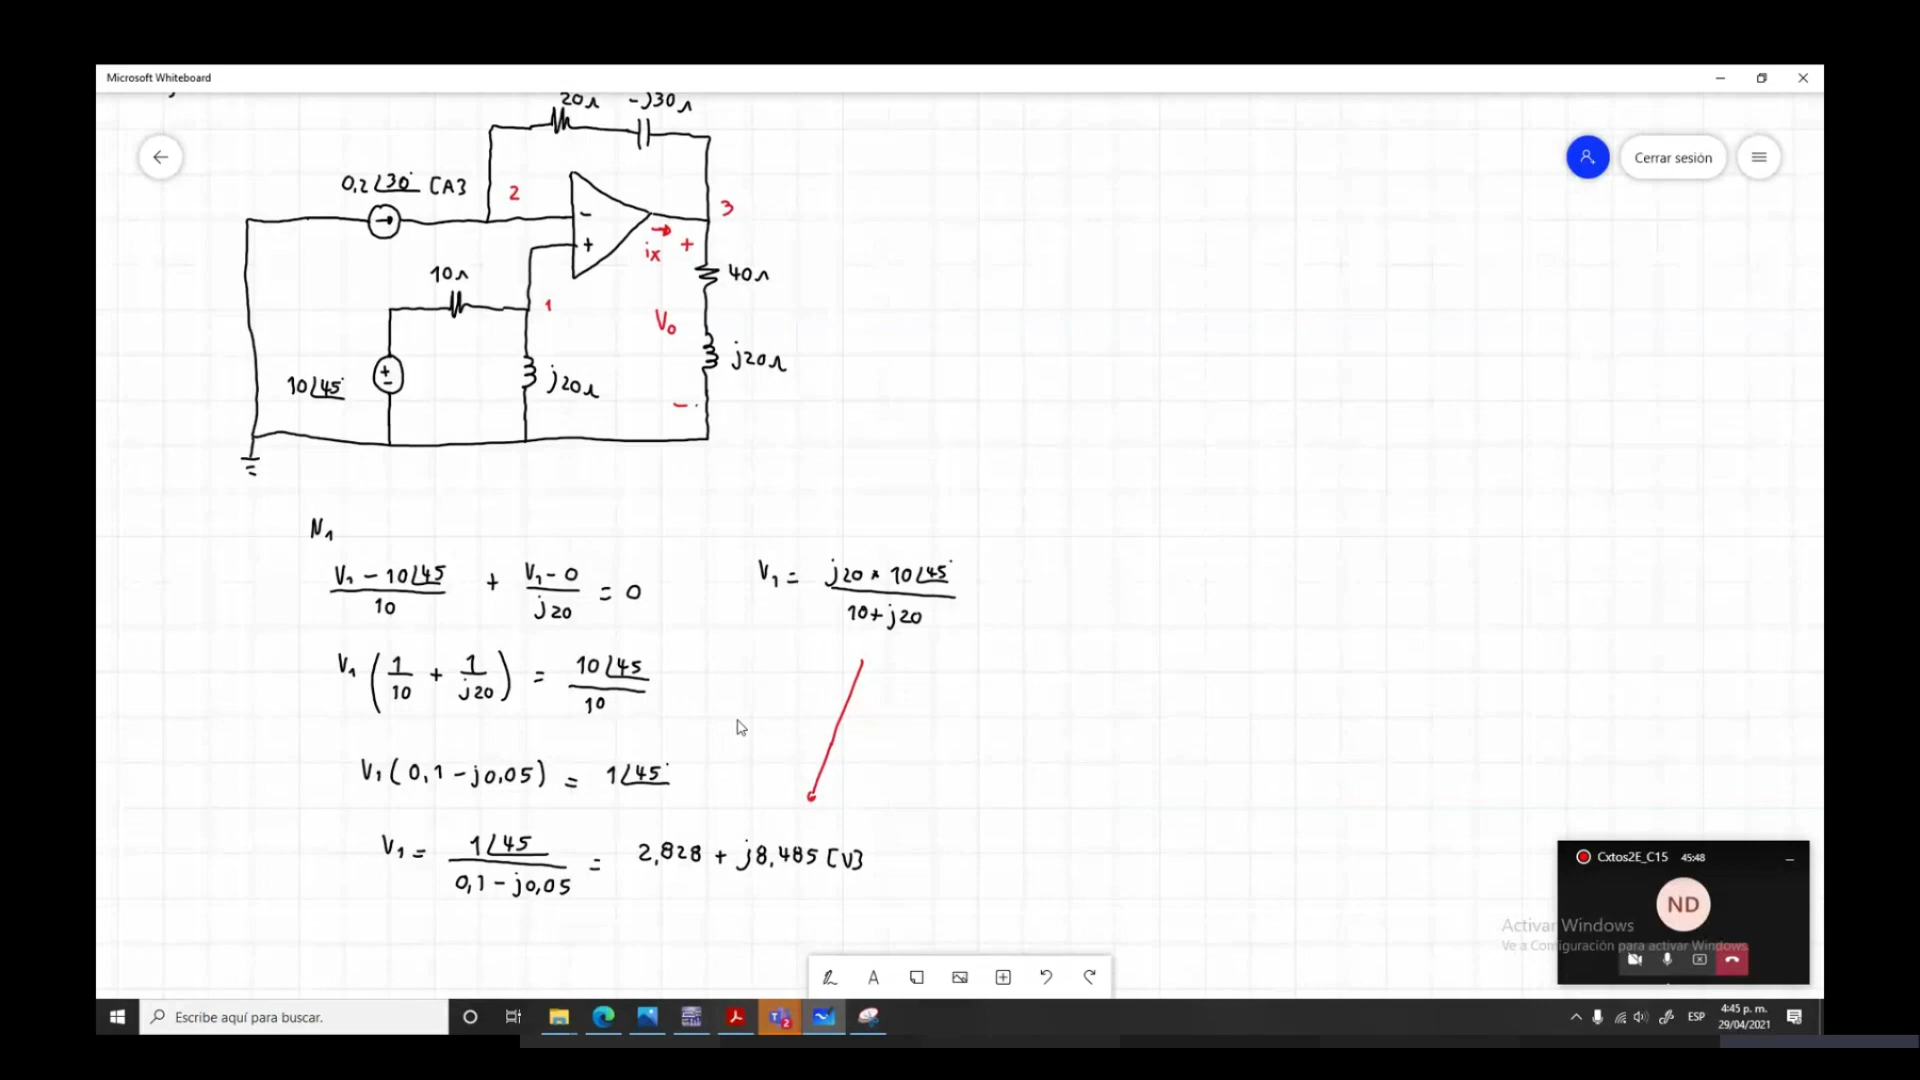 Microsoft Whiteboard
20Ω -j30Ω
0,2∠30° [A]
2
3
-
+
ix
+
10Ω
40Ω
1
V₀
+
-
10∠45°
j20Ω
j20Ω
-
Cerrar sesión
N₁
(V₁ - 10∠45)/10 + (V₁ - 0)/j20 = 0
V₁ = (j20 * 10∠45°)/(10+j20)
V₁ (1/10 + 1/j20) = 10∠45/10
V₁ (0,1 - j0,05) = 1∠45°
V₁ = 1∠45/(0,1 - j0,05) = 2,828 + j8,485 [V]
Cxtos2E_C15 45:48
ND
Activar Windows
Ve a Configuración para activar Windows.
A
Escribe aquí para buscar.
2
ESP
4:45 p. m.
29/04/2021